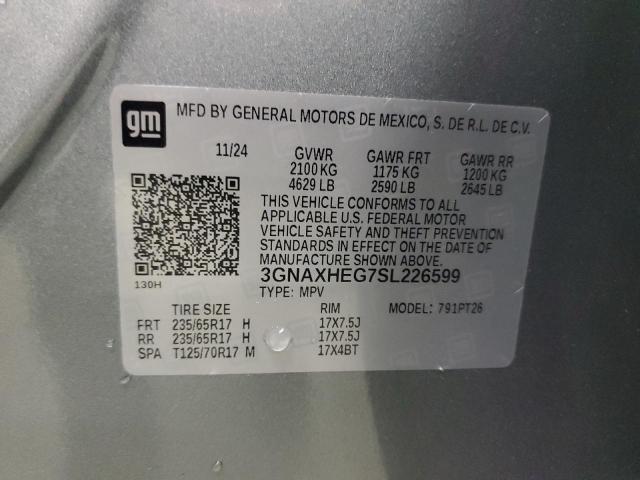 gm
MFD BY GENERAL MOTORS DE MEXICO, S. DE R.L. DE C.V.
11/24 GVWR GAWR FRT GAWR RR
2100 KG 1175 KG 1200 KG
4629 LB 2590 LB 2645 LB
THIS VEHICLE CONFORMS TO ALL
APPLICABLE U.S. FEDERAL MOTOR
VEHICLE SAFETY AND THEFT PREVENTION
STANDARDS IN EFFECT ON THE DATE OF
MANUFACTURE SHOWN ABOVE.
3GNAXHEG7SL226599
130H
TYPE: MPV
TIRE SIZE RIM MODEL: 791PT26
FRT 235/65R17 H 17X7.5J
RR 235/65R17 H 17X7.5J
SPA T125/70R17 M 17X4BT